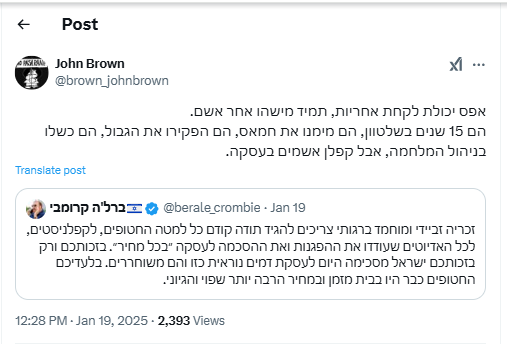 Post
John Brown
@brown_johnbrown
אפס יכולת לקחת אחריות, תמיד מישהו אחר אשם.
הם 15 שנים בשלטוון, הם מימנו את חמאס, הם הפקירו את הגבול, הם כשלו
בניהול המלחמה, אבל קפלן אשמים בעסקה.
Translate post
ברל'ה קרומבי @berale_crombie · Jan 19
זכריה זביידי ומוחמד ברגותי צריכים להגיד תודה קודם כל למטה החטופים, לקפלניסטים,
לכל האדיוטים שעודדו את ההפגנות ואת ההסכמה לעסקה ״בכל מחיר״. בזכותכם ורק
בזכותכם ישראל מסכימה היום לעסקת דמים נוראית כזו והם משוחררים. בלעדיכם
החטופים כבר היו בבית מזמן ובמחיר הרבה יותר שפוי והגיוני.
12:28 PM · Jan 19, 2025 · 2,393 Views